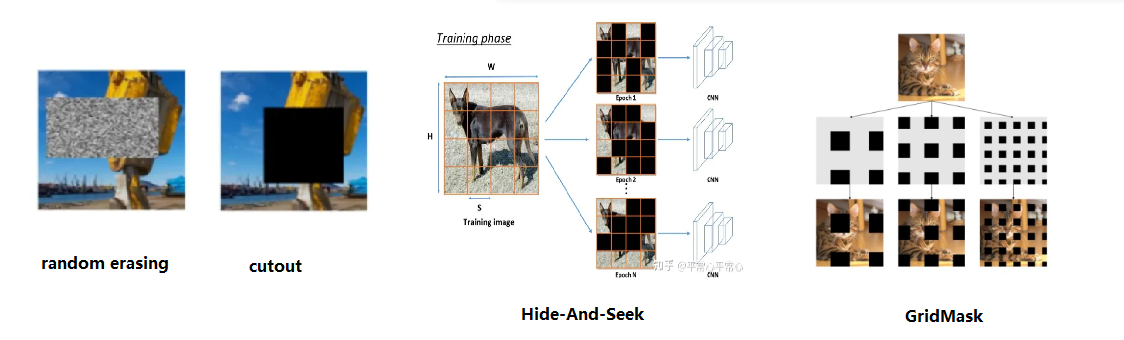 random erasing
cutout
Training phase
W
H
S
Training image
Epoch 1
CNN
Epoch 2
CNN
Epoch N
CNN
知乎 @平常心平常心
Hide-And-Seek
GridMask